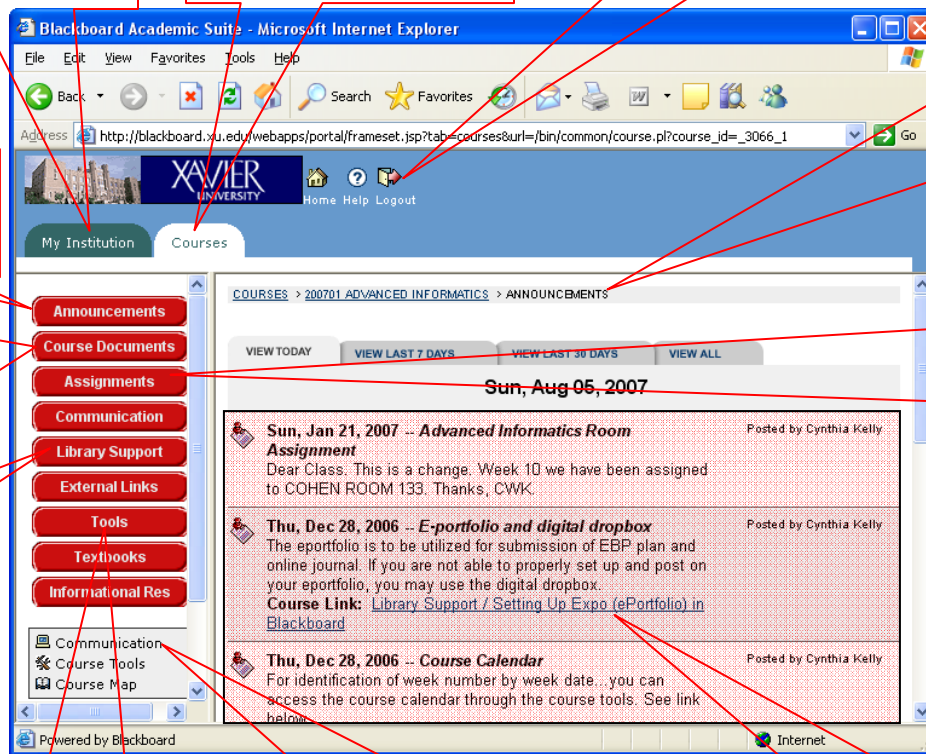 Blackboard Academic Suite - Microsoft Internet Explorer
File Edit View Favorites Tools Help
Back Search Favorites
Address http://blackboard.xu.edu/webapps/portal/frameset.jsp?tab=courses&url=/bin/common/course.pl?course_id=_3066_1 Go
XAVIER
UNIVERSITY
Home Help Logout
My Institution Courses
COURSES > 200701 ADVANCED INFORMATICS > ANNOUNCEMENTS
Announcements
Course Documents
Assignments
Communication
Library Support
External Links
Tools
Textbooks
Informational Res
Communication
Course Tools
Course Map
VIEW TODAY VIEW LAST 7 DAYS VIEW LAST 30 DAYS VIEW ALL
Sun, Aug 05, 2007
Sun, Jan 21, 2007 -- Advanced Informatics Room Posted by Cynthia Kelly
Assignment
Dear Class. This is a change. Week 10 we have been assigned
to COHEN ROOM 133. Thanks, CWK.
Thu, Dec 28, 2006 -- E-portfolio and digital dropbox Posted by Cynthia Kelly
The eportfolio is to be utilized for submission of EBP plan and
online journal. If you are not able to properly set up and post on
your eportfolio, you may use the digital dropbox.
Course Link: Library Support / Setting Up Expo (ePortfolio) in
Blackboard
Thu, Dec 28, 2006 -- Course Calendar Posted by Cynthia Kelly
For identification of week number by week date...you can
access the course calendar through the course tools. See link
below
Powered by Blackboard Internet